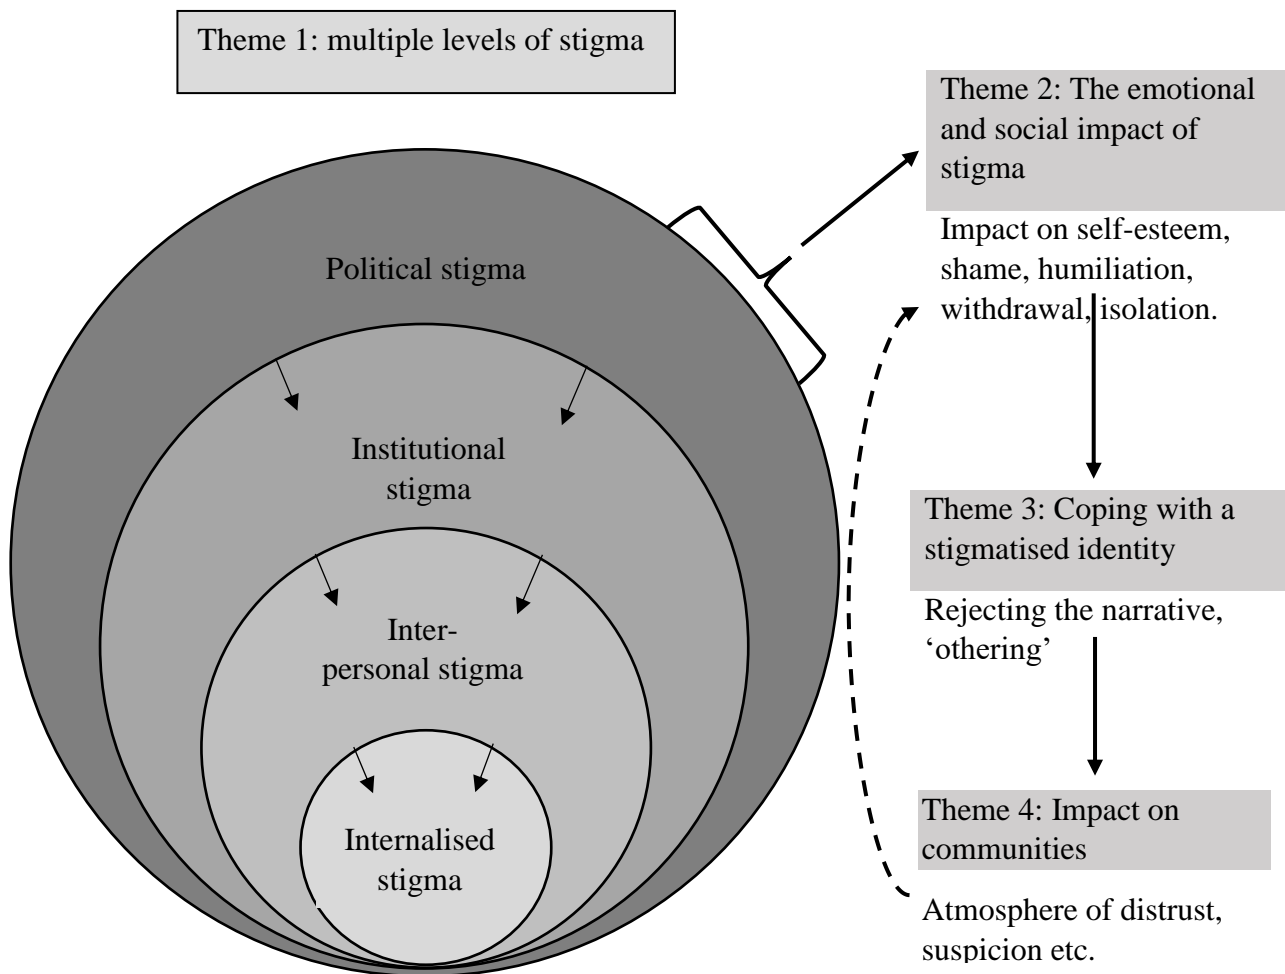 Theme 1: multiple levels of stigma
Political stigma
Institutional
stigma
Inter-
personal stigma
Internalised
stigma
Theme 2: The emotional
and social impact of
stigma
Impact on self-esteem,
shame, humiliation,
withdrawal, isolation.
Theme 3: Coping with a
stigmatised identity
Rejecting the narrative,
‘othering’
Theme 4: Impact on
communities
Atmosphere of distrust,
suspicion etc.